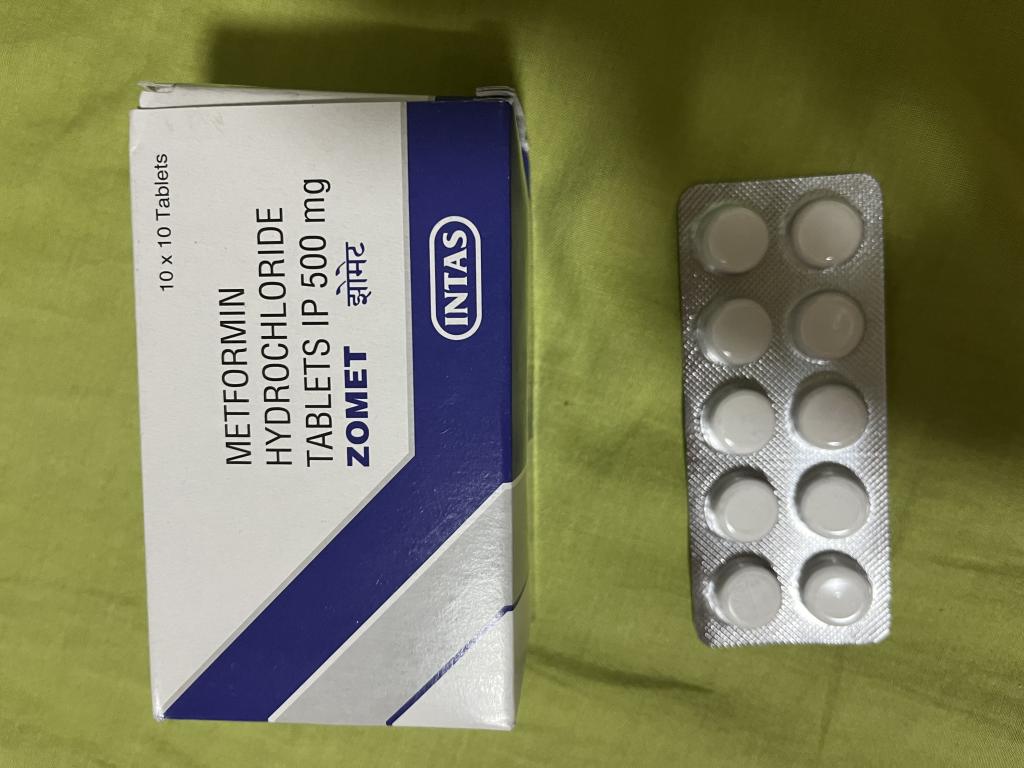 10 x 10 Tablets
METFORMIN
HYDROCHLORIDE
TABLETS IP 500 mg
ZOMET झोमेट
INTAS